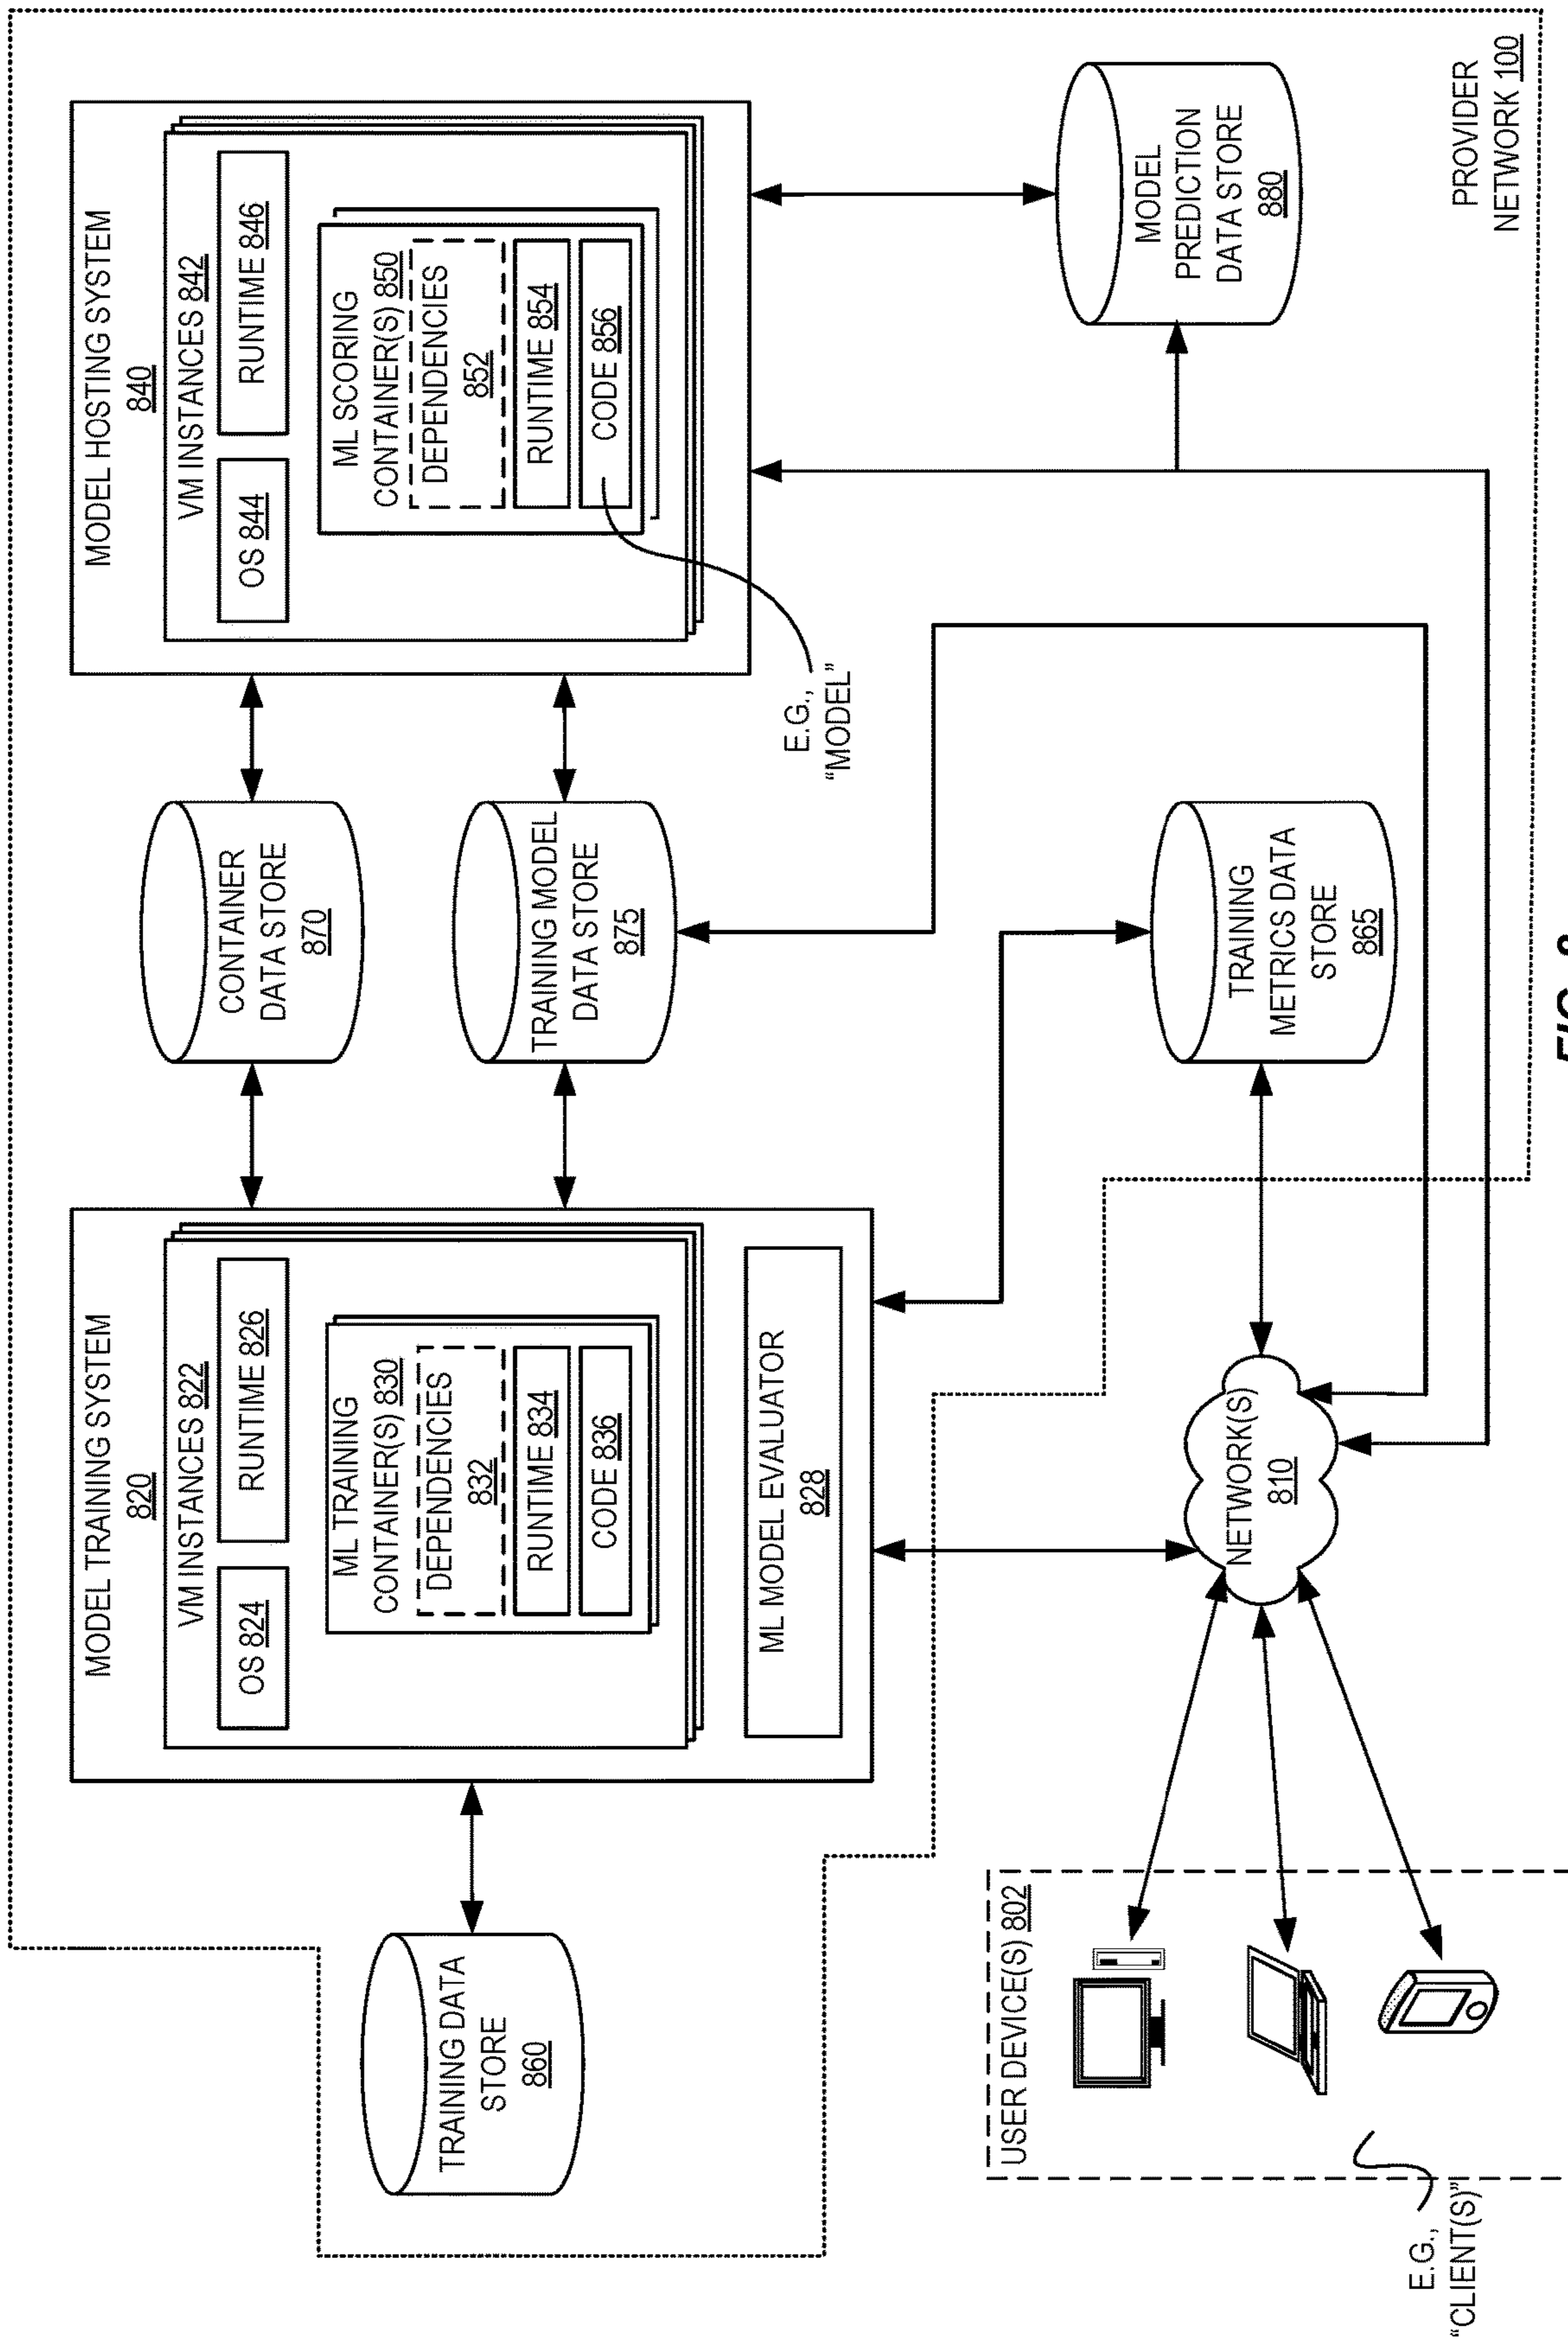 MODEL TRAINING SYSTEM
820
VM INSTANCES 822
OS 824
RUNTIME 826
ML TRAINING
CONTAINER(S) 830
DEPENDENCIES
832
RUNTIME 834
CODE 836
ML MODEL EVALUATOR
828
TRAINING DATA
STORE
860
CONTAINER
DATA STORE
870
TRAINING MODEL
DATA STORE
875
MODEL HOSTING SYSTEM
840
VM INSTANCES 842
OS 844
RUNTIME 846
ML SCORING
CONTAINER(S) 850
DEPENDENCIES
852
RUNTIME 854
CODE 856
E.G.,
“MODEL”
TRAINING
METRICS DATA
STORE
865
MODEL
PREDICTION
DATA STORE
880
PROVIDER
NETWORK 100
NETWORK(S)
810
USER DEVICE(S) 802
E.G.,
“CLIENT(S)”
FIG.